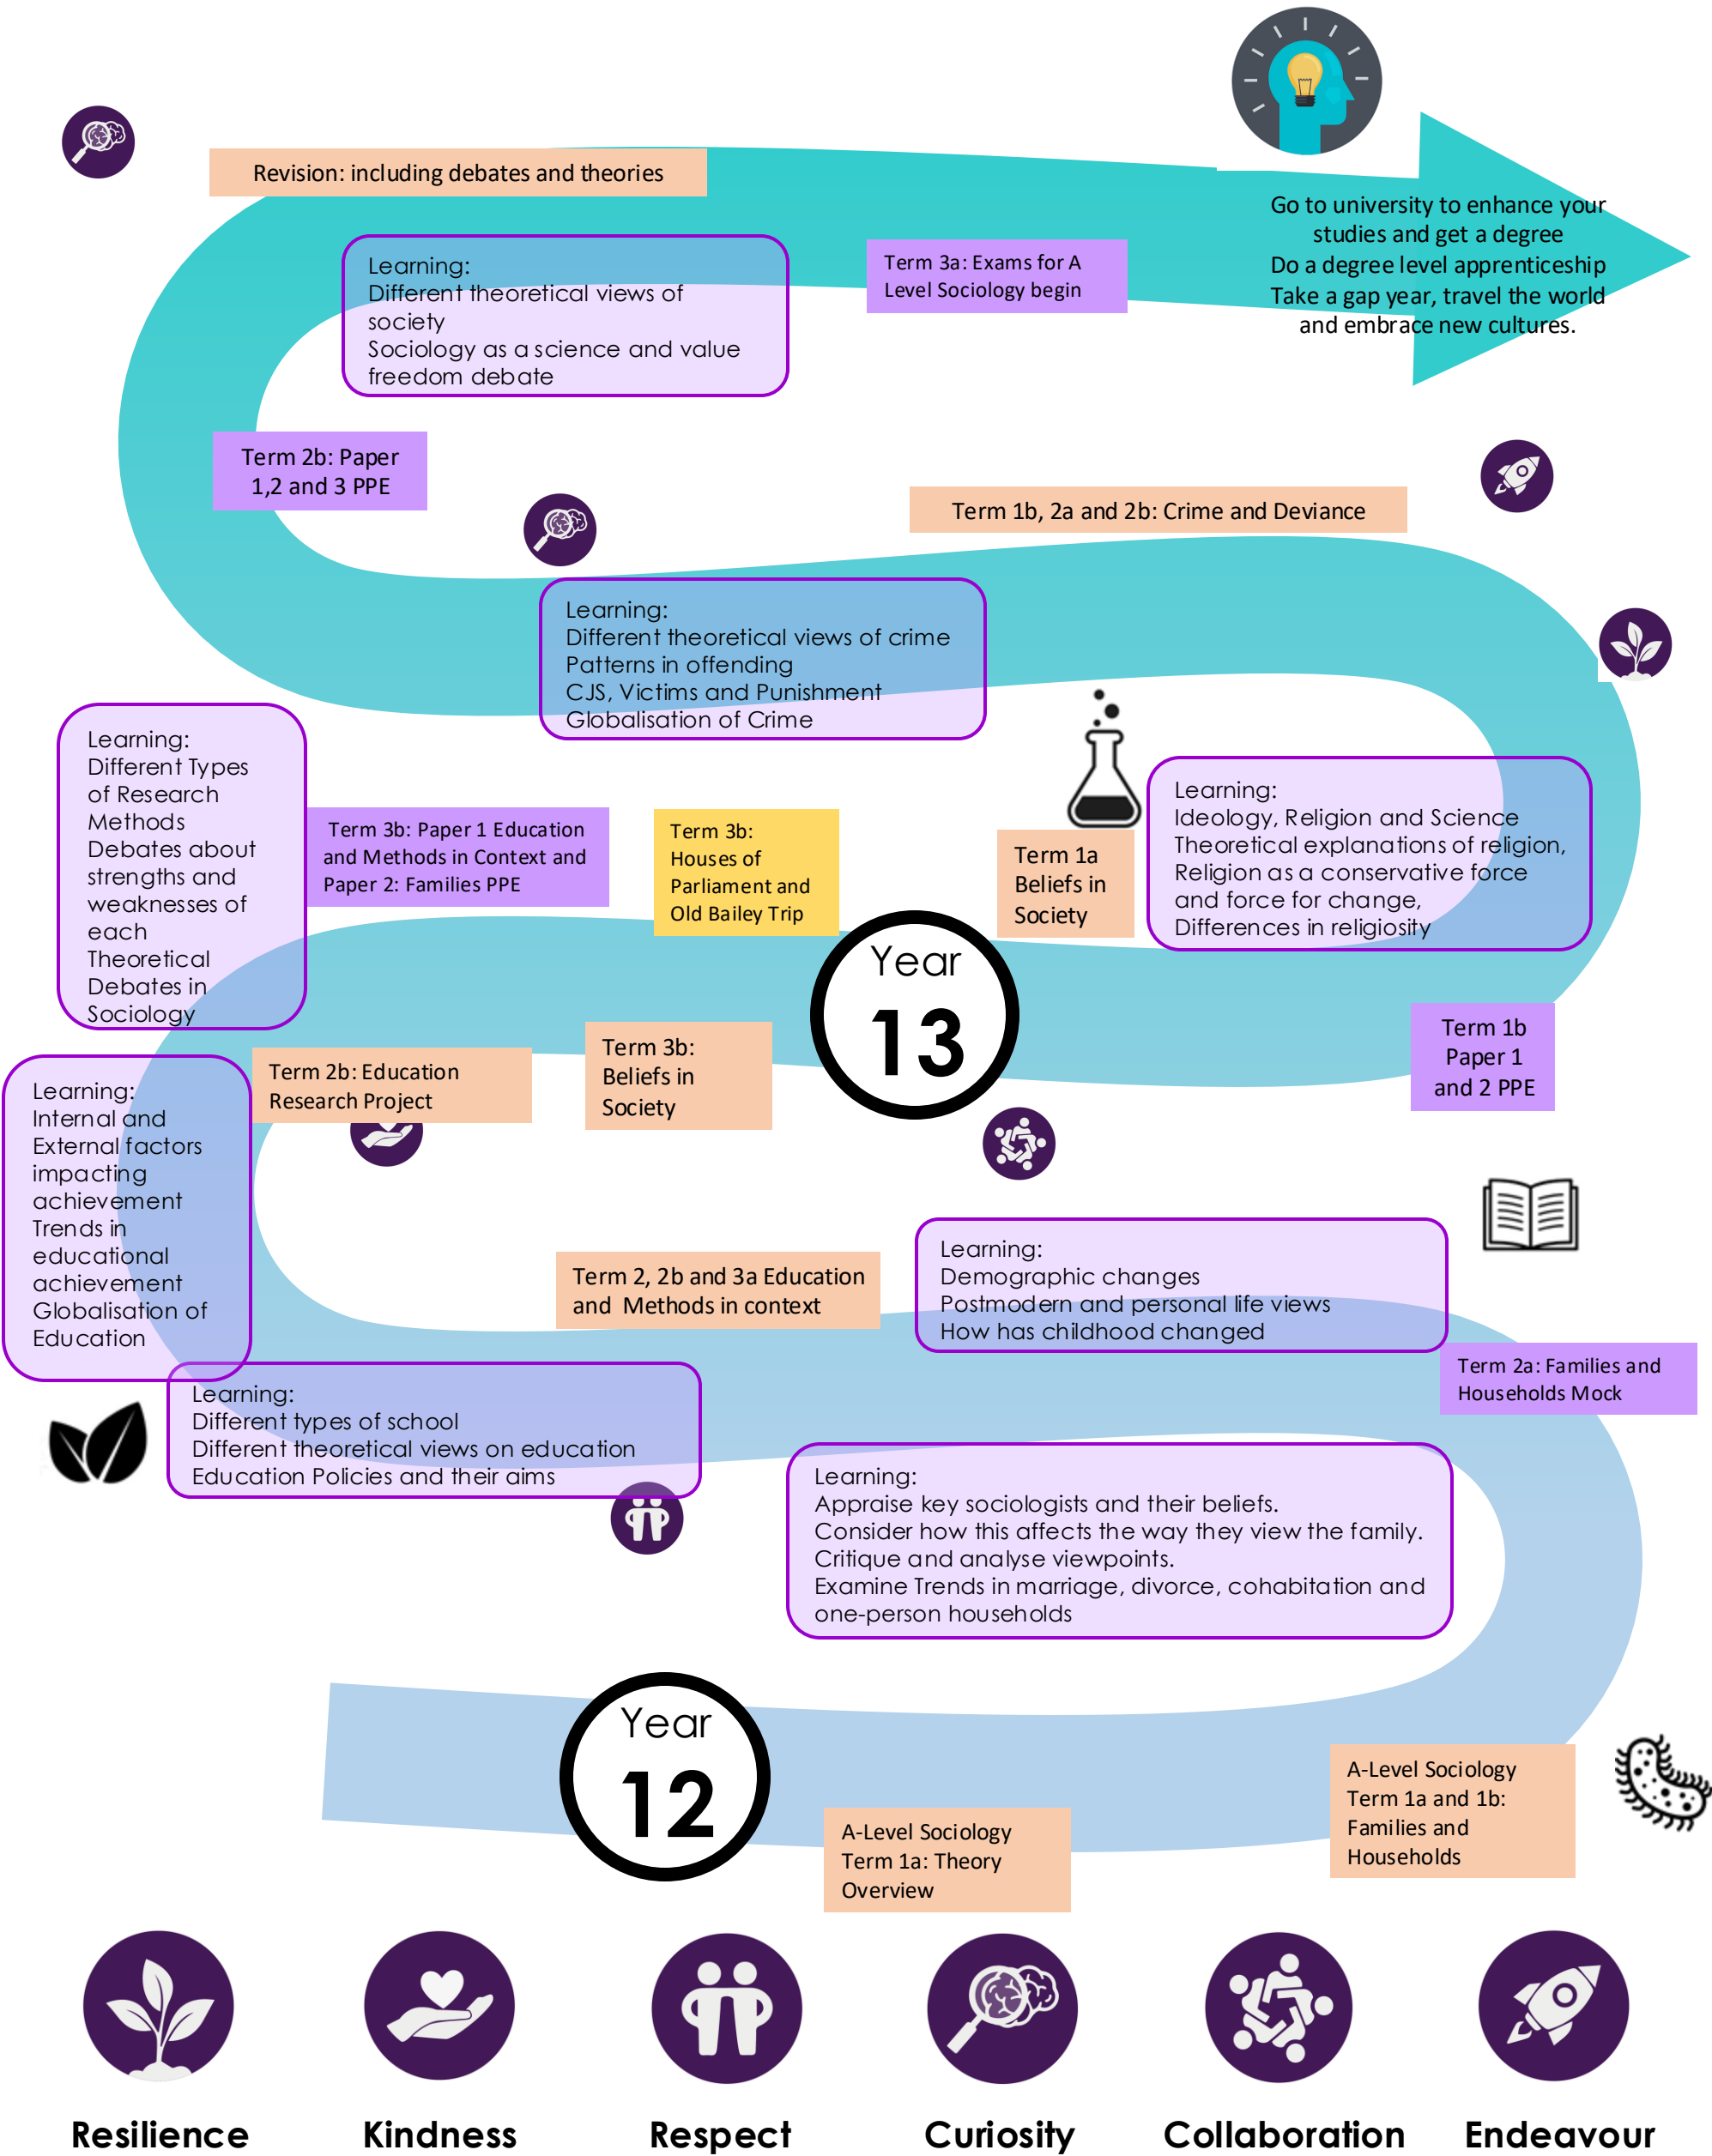 Revision: including debates and theories
Go to university to enhance your
studies and get a degree
Do a degree level apprenticeship
Take a gap year, travel the world
and embrace new cultures.
Learning:
Different theoretical views of
society
Sociology as a science and value
freedom debate
Term 3a: Exams for A
Level Sociology begin
Term 2b: Paper
1,2 and 3 PPE
Term 1b, 2a and 2b: Crime and Deviance
Learning:
Different theoretical views of crime
Patterns in offending
CJS, Victims and Punishment
Globalisation of Crime
Learning:
Different Types
of Research
Methods
Debates about
strengths and
weaknesses of
each
Theoretical
Debates in
Sociology
Term 3b: Paper 1 Education
and Methods in Context and
Paper 2: Families PPE
Term 3b:
Houses of
Parliament and
Old Bailey Trip
Term 1a
Beliefs in
Society
Learning:
Ideology, Religion and Science
Theoretical explanations of religion,
Religion as a conservative force
and force for change,
Differences in religiosity
Year
13
Term 1b
Paper 1
and 2 PPE
Term 2b: Education
Research Project
Term 3b:
Beliefs in
Society
Learning:
Internal and
External factors
impacting
achievement
Trends in
educational
achievement
Globalisation of
Education
Term 2, 2b and 3a Education
and Methods in context
Learning:
Demographic changes
Postmodern and personal life views
How has childhood changed
Term 2a: Families and
Households Mock
Learning:
Different types of school
Different theoretical views on education
Education Policies and their aims
Learning:
Appraise key sociologists and their beliefs.
Consider how this affects the way they view the family.
Critique and analyse viewpoints.
Examine Trends in marriage, divorce, cohabitation and
one-person households
Year
12
A-Level Sociology
Term 1a: Theory
Overview
A-Level Sociology
Term 1a and 1b:
Families and
Households
Resilience
Kindness
Respect
Curiosity
Collaboration
Endeavour